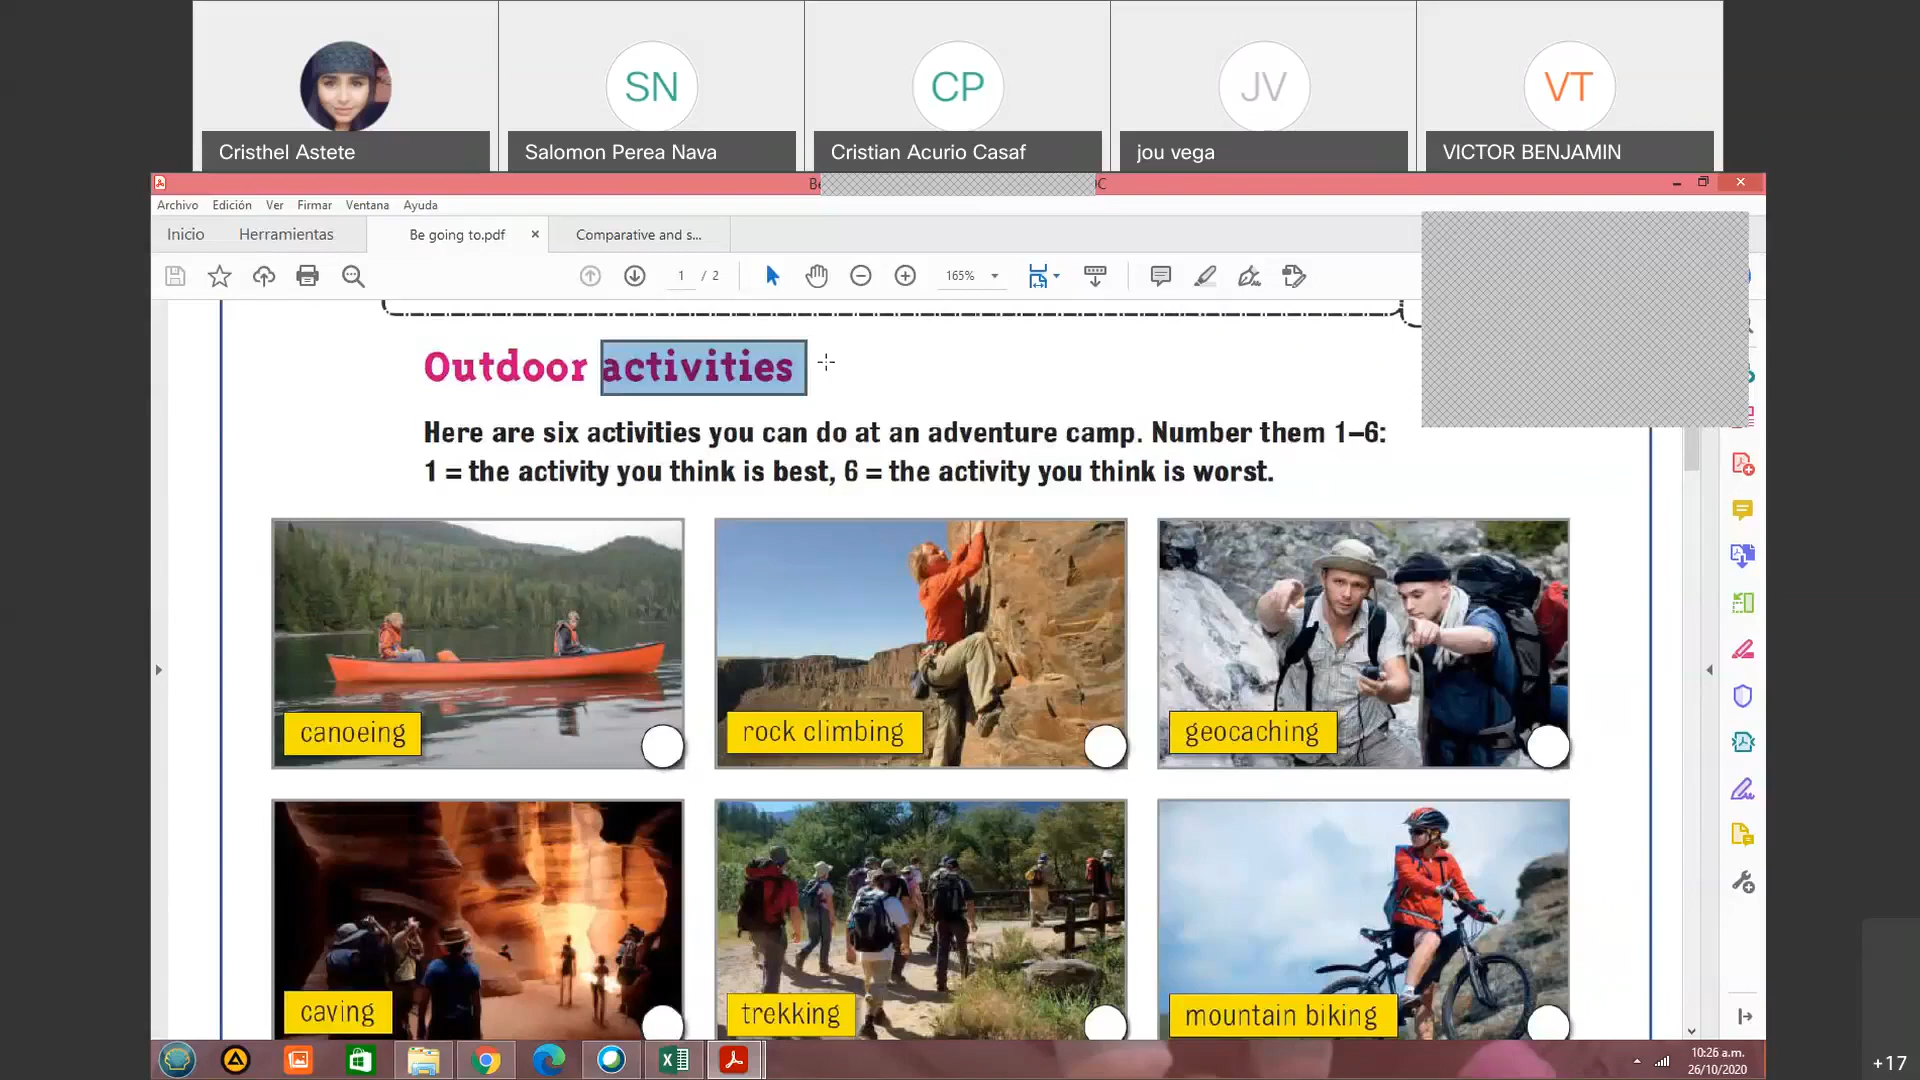 SN
CP
JV
VT
Cristhel Astete
Salomon Perea Nava
Cristian Acurio Casaf
jou vega
VICTOR BENJAMIN
Archivo Edición Ver Firmar Ventana Ayuda
Inicio Herramientas Be going to.pdf × Comparative and s...
1 / 2 165%
Outdoor activities
Here are six activities you can do at an adventure camp. Number them 1–6:
1 = the activity you think is best, 6 = the activity you think is worst.
canoeing
rock climbing
geocaching
caving
trekking
mountain biking
10:26 a.m.
26/10/2020
+17